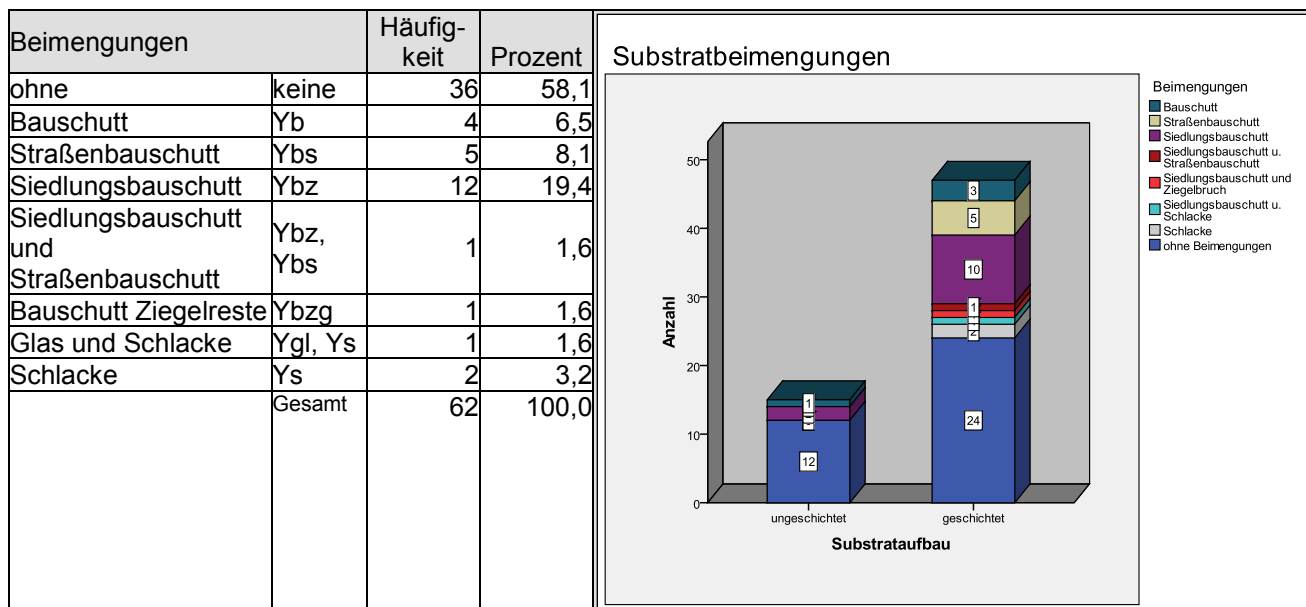 Beimengungen Häufig-
keit Prozent
ohne keine 36 58,1
Bauschutt Yb 4 6,5
Straßenbauschutt Ybs 5 8,1
Siedlungsbauschutt Ybz 12 19,4
Siedlungsbauschutt
und
Straßenbauschutt Ybz,
Ybs 1 1,6
Bauschutt Ziegelreste Ybzg 1 1,6
Glas und Schlacke Ygl, Ys 1 1,6
Schlacke Ys 2 3,2
Gesamt 62 100,0
Substratbeimengungen
Anzahl
50
40
30
20
10
0
1
12
3
5
10
1
2
24
ungeschichtet geschichtet
Substrataufbau
Beimengungen
Bauschutt
Straßenbauschutt
Siedlungsbauschutt
Siedlungsbauschutt u.
Straßenbauschutt
Siedlungsbauschutt und
Ziegelbruch
Siedlungsbauschutt u.
Schlacke
Schlacke
ohne Beimengungen